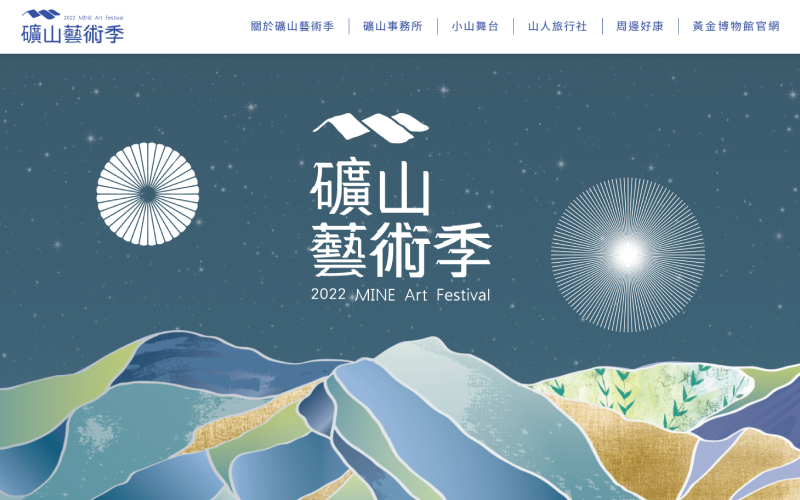 2022 MINE Art Festival
礦山藝術季
關於礦山藝術季
礦山事務所
小山舞台
山人旅行社
周邊好康
黃金博物館官網
礦山
藝術季
2022 MINE Art Festival